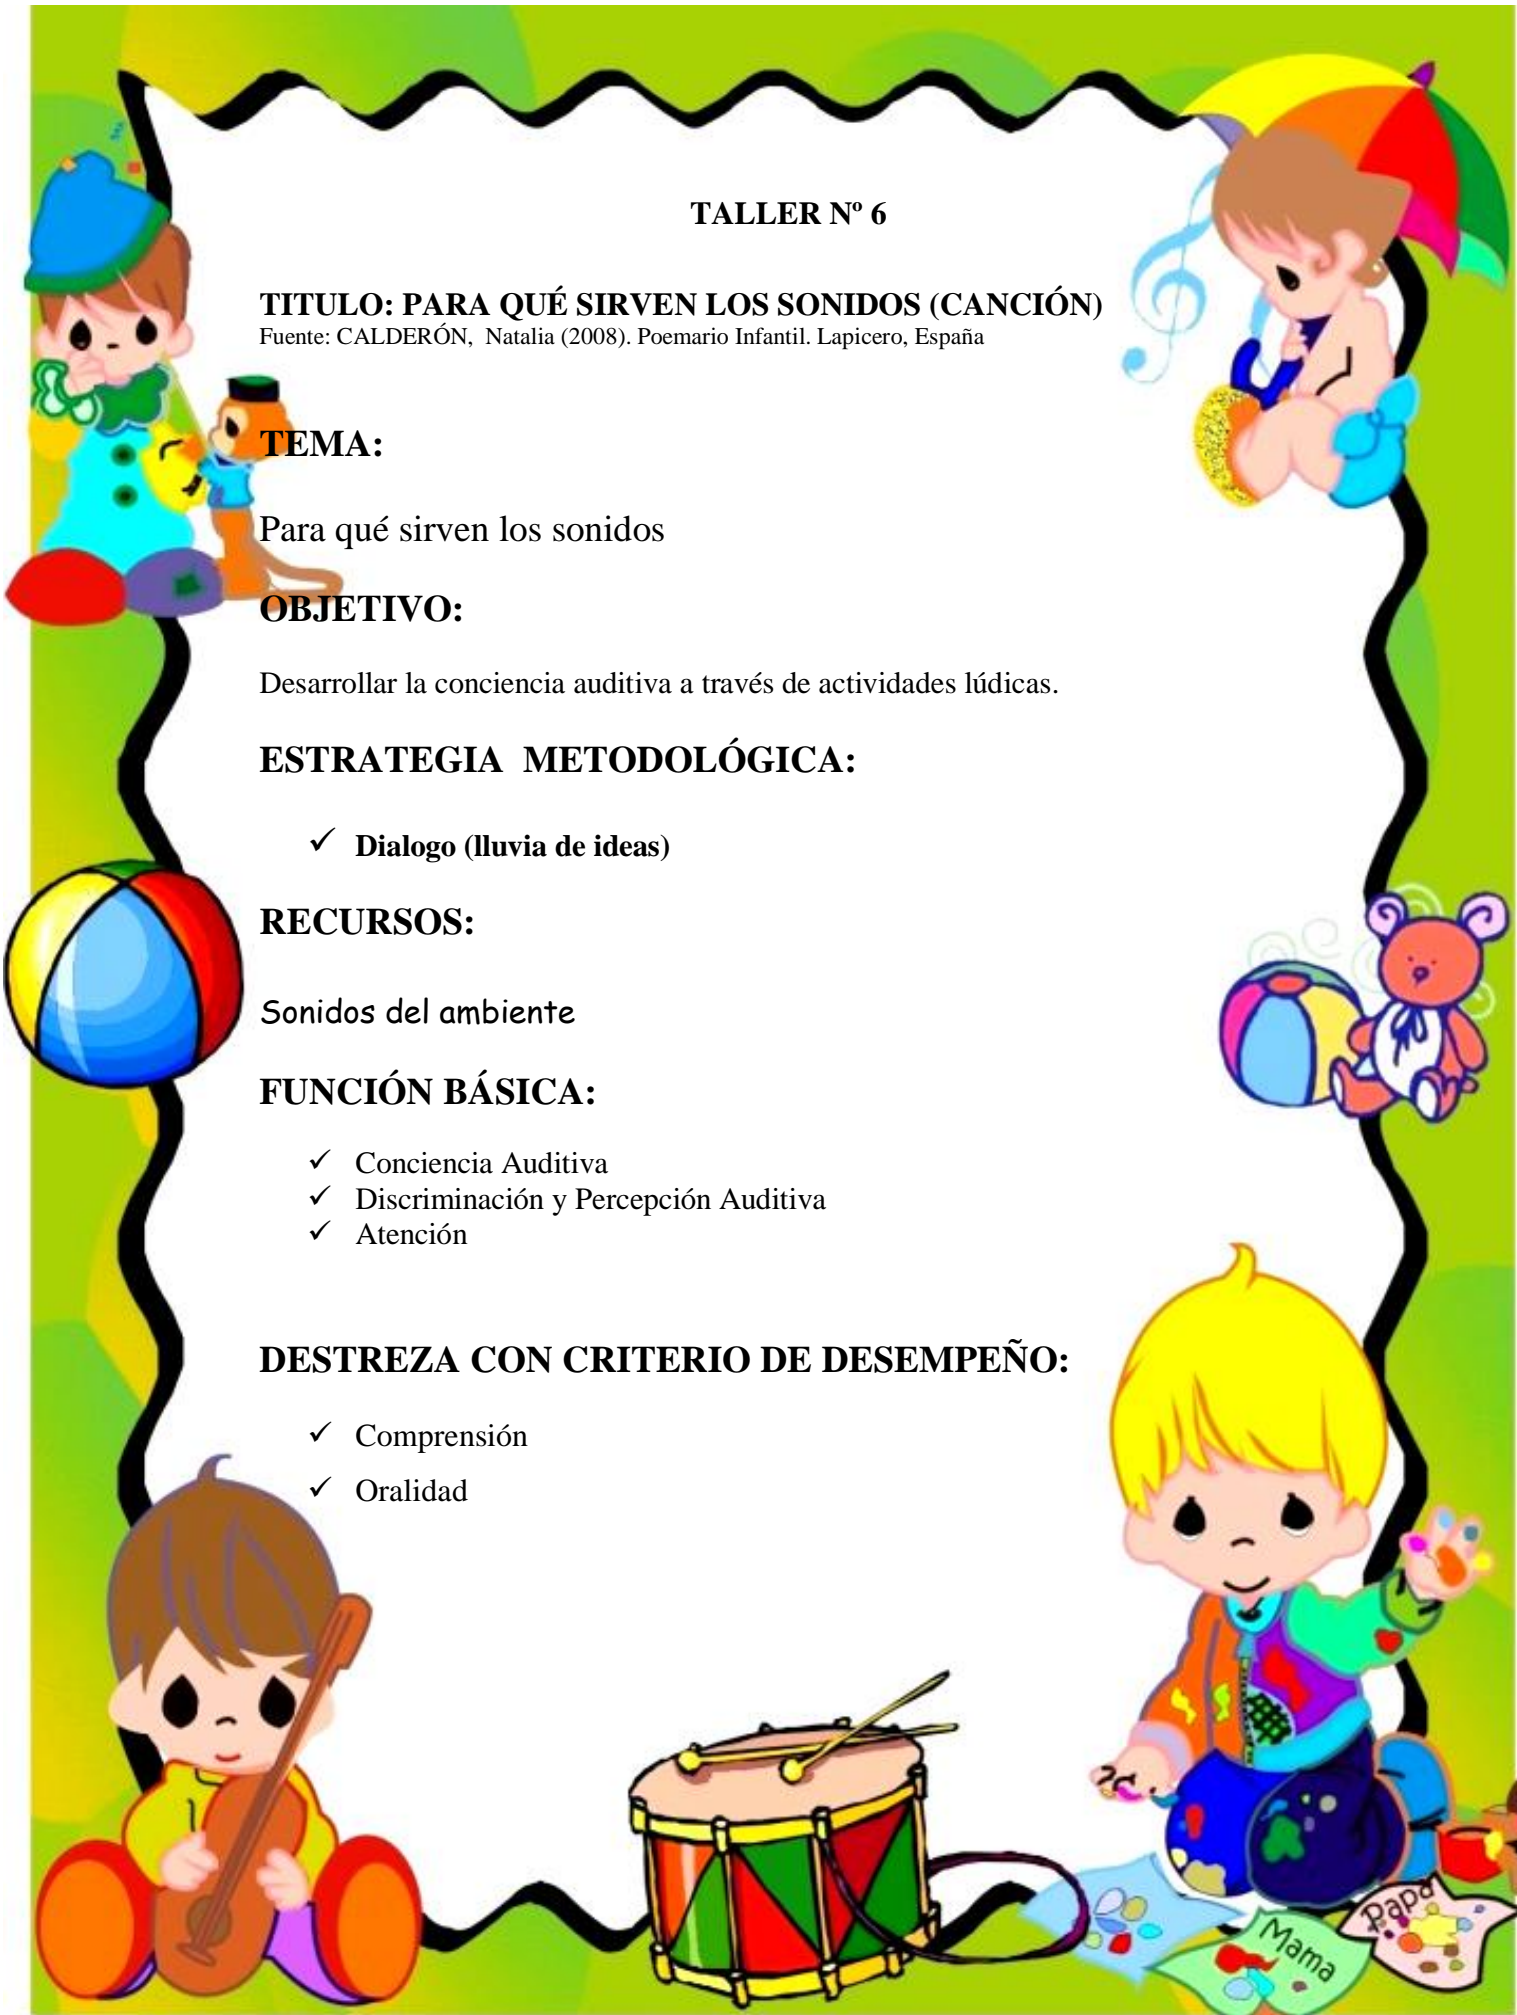 TALLER Nº 6
TITULO: PARA QUÉ SIRVEN LOS SONIDOS (CANCIÓN)
Fuente: CALDERÓN, Natalia (2008). Poemario Infantil. Lapicero, España
TEMA:
Para qué sirven los sonidos
OBJETIVO:
Desarrollar la conciencia auditiva a través de actividades lúdicas.
ESTRATEGIA METODOLÓGICA:
✓ Dialogo (lluvia de ideas)
RECURSOS:
Sonidos del ambiente
FUNCIÓN BÁSICA:
✓ Conciencia Auditiva
✓ Discriminación y Percepción Auditiva
✓ Atención
DESTREZA CON CRITERIO DE DESEMPEÑO:
✓ Comprensión
✓ Oralidad
Papa
Mama